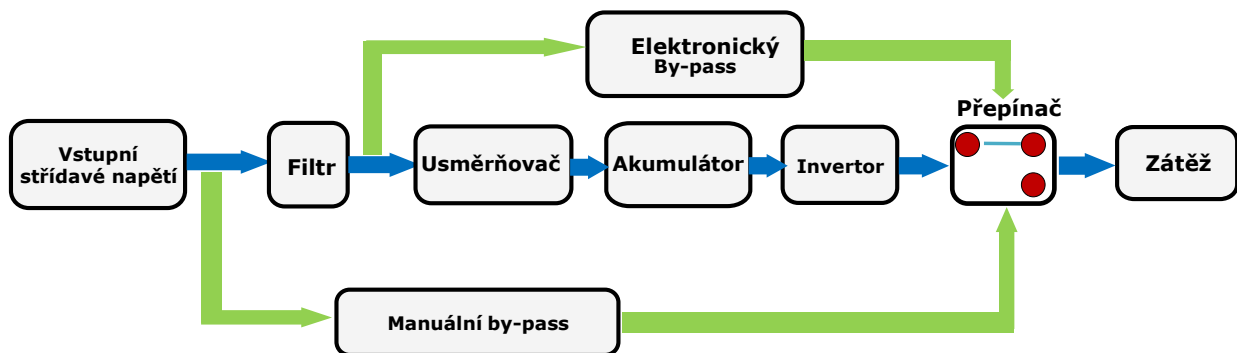 Elektronický
By-pass
Přepínač
Vstupní
střídavé napětí
Filtr
Usměrňovač
Akumulátor
Invertor
Zátěž
Manuální by-pass